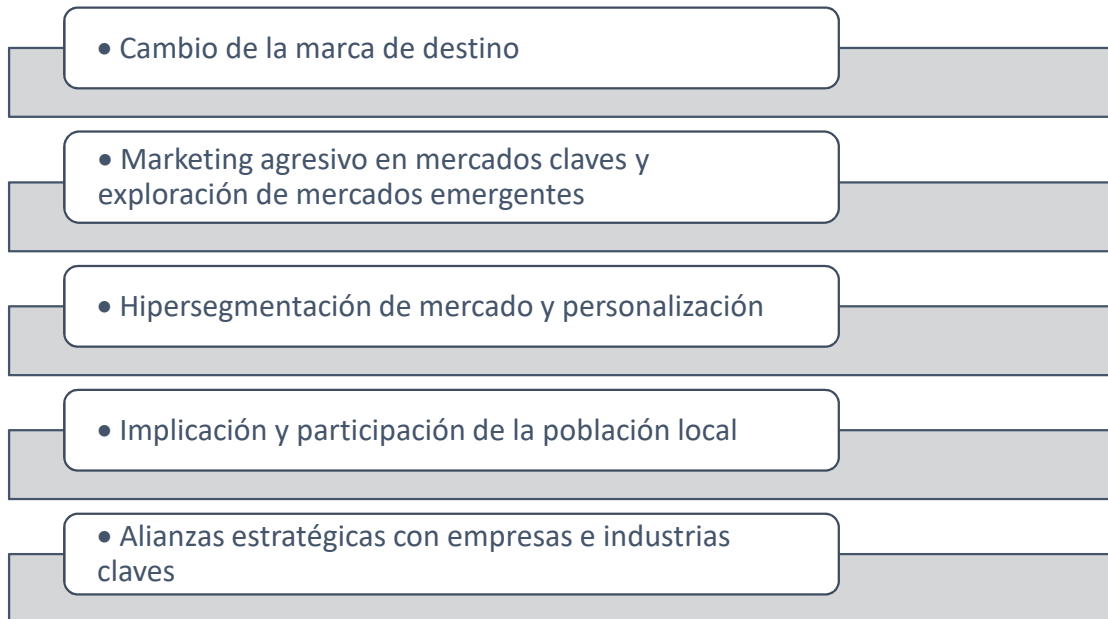 • Cambio de la marca de destino
• Marketing agresivo en mercados claves y
exploración de mercados emergentes
• Hipersegmentación de mercado y personalización
• Implicación y participación de la población local
• Alianzas estratégicas con empresas e industrias
claves